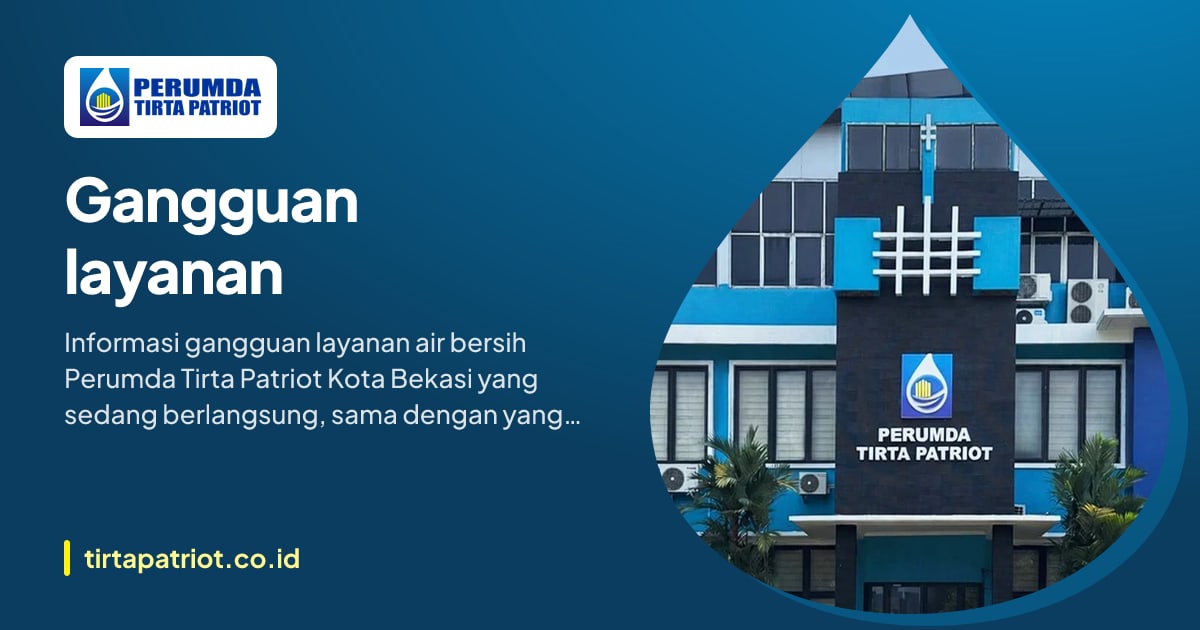 PERUMDA
TIRTA PATRIOT
Gangguan
layanan
Informasi gangguan layanan air bersih
Perumda Tirta Patriot Kota Bekasi yang
sedang berlangsung, sama dengan yang…
tirtapatriot.co.id
PERUMDA
TIRTA PATRIOT